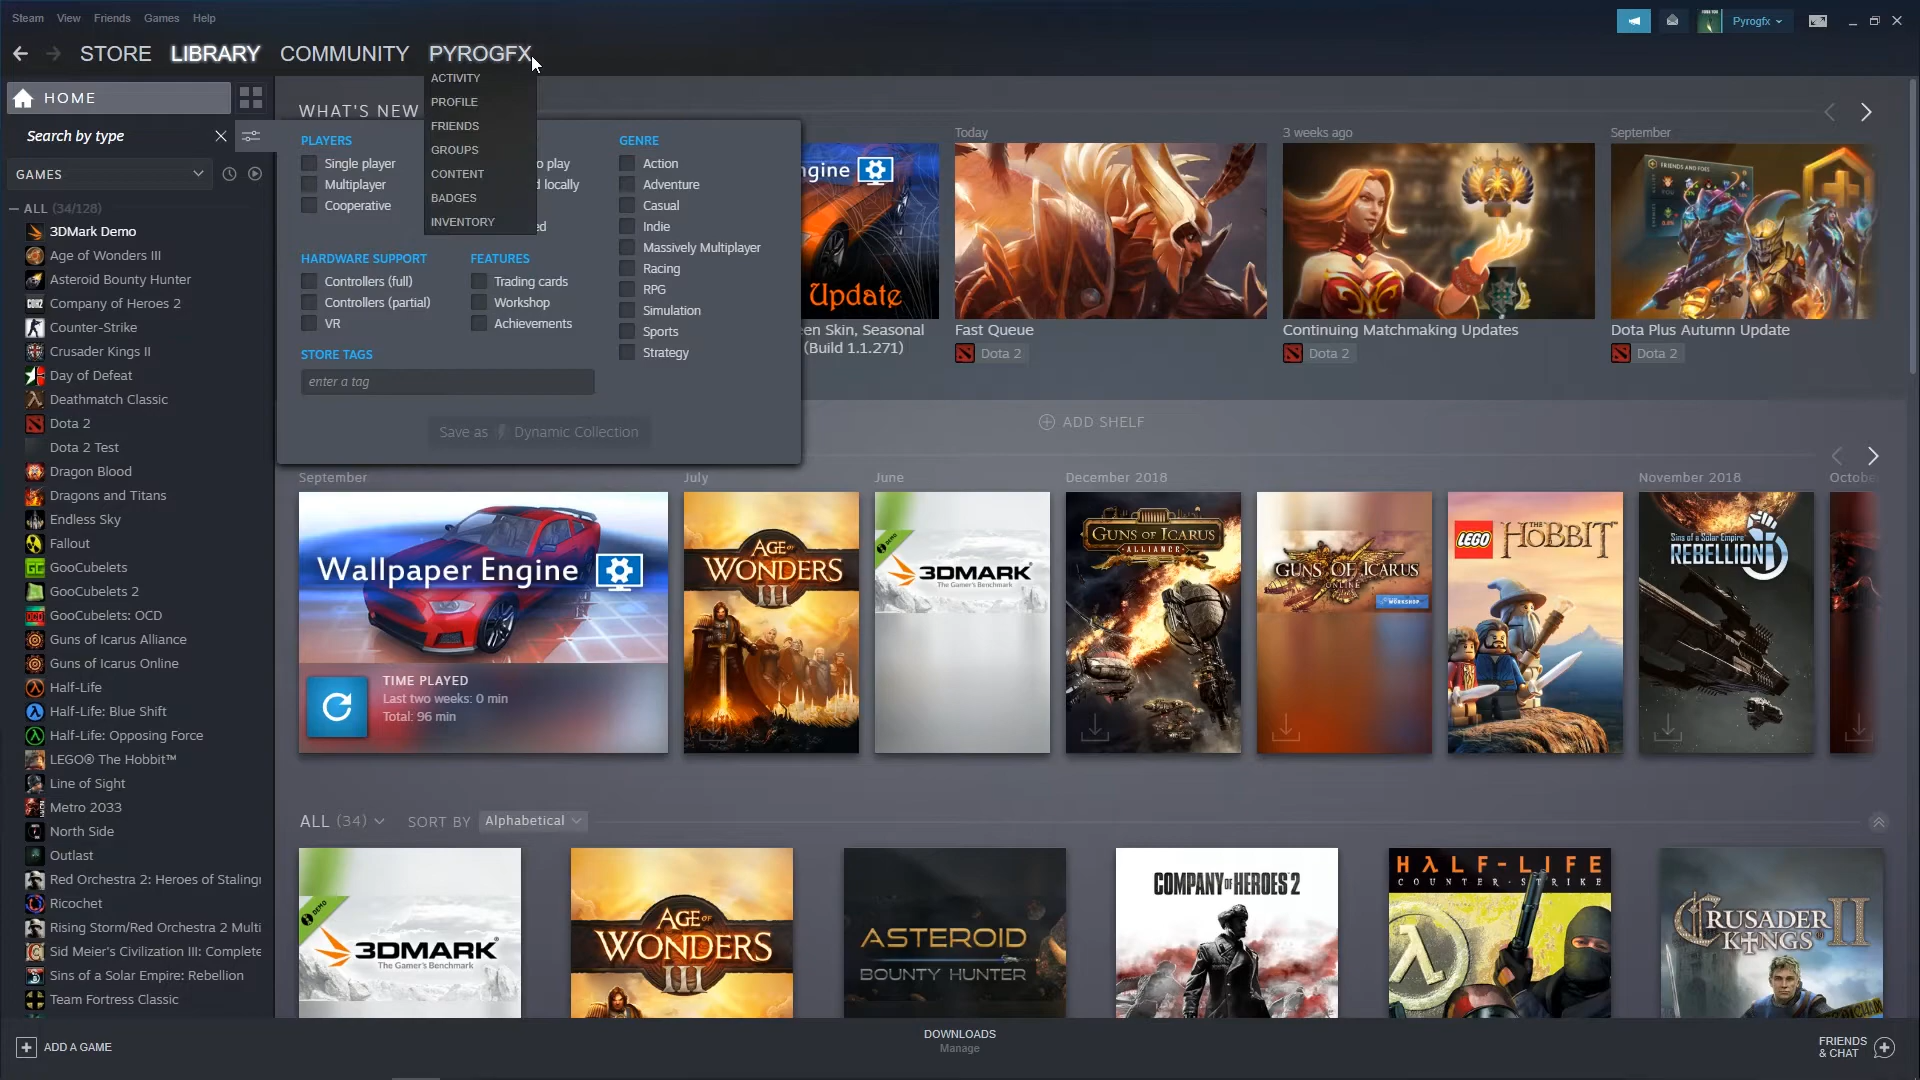 Steam View Friends Games Help
Pyrogfx
STORE LIBRARY COMMUNITY PYROGFX
ACTIVITY
PROFILE
FRIENDS
GROUPS
CONTENT
BADGES
INVENTORY
HOME
Search by type
GAMES
ALL (34/128)
3DMark Demo
Age of Wonders III
Asteroid Bounty Hunter
Company of Heroes 2
Counter-Strike
Crusader Kings II
Day of Defeat
Deathmatch Classic
Dota 2
Dota 2 Test
Dragon Blood
Dragons and Titans
Endless Sky
Fallout
GooCubelets
GooCubelets 2
GooCubelets: OCD
Guns of Icarus Alliance
Guns of Icarus Online
Half-Life
Half-Life: Blue Shift
Half-Life: Opposing Force
LEGO® The Hobbit™
Line of Sight
Metro 2033
North Side
Outlast
Red Orchestra 2: Heroes of Staling
Ricochet
Rising Storm/Red Orchestra 2 Multi
Sid Meier's Civilization III: Complete
Sins of a Solar Empire: Rebellion
Team Fortress Classic
WHAT'S NEW
PLAYERS
Single player
Multiplayer
Cooperative
o play
d locally
ed
HARDWARE SUPPORT
Controllers (full)
Controllers (partial)
VR
FEATURES
Trading cards
Workshop
Achievements
GENRE
Action
Adventure
Casual
Indie
Massively Multiplayer
Racing
RPG
Simulation
Sports
Strategy
STORE TAGS
enter a tag
Save as Dynamic Collection
ngine
Update
en Skin, Seasonal
(Build 1.1.271)
Today
Fast Queue
Dota 2
3 weeks ago
Continuing Matchmaking Updates
Dota 2
September
FRIENDS AND FOES
Dota Plus Autumn Update
Dota 2
ADD SHELF
September
July
June
December 2018
November 2018
Octobe
Wallpaper Engine
TIME PLAYED
Last two weeks: 0 min
Total: 96 min
AGE OF
WONDERS
III
DEMO
3DMARK
The Gamer's Benchmark
GUNS OF ICARUS
ALLIANCE
GUNS OF ICARUS
ONLINE
WORKSHOP
LEGO THE HOBBIT
Sins of a Solar Empire
REBELLION
ALL (34) SORT BY Alphabetical
DEMO
3DMARK
The Gamer's Benchmark
AGE OF
WONDERS
III
ASTEROID
BOUNTY HUNTER
COMPANY OF HEROES 2
HALF-LIFE
COUNTER-STRIKE
CRUSADER
KINGS II
ADD A GAME
DOWNLOADS
Manage
FRIENDS
& CHAT